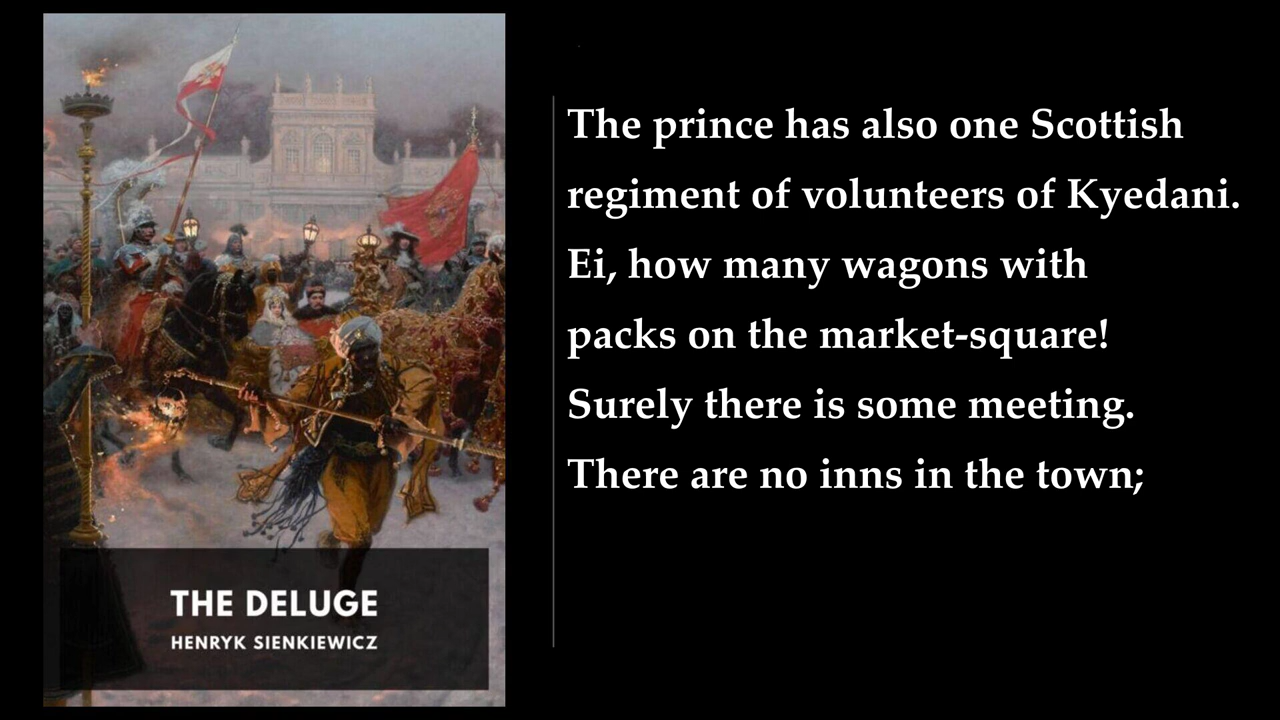 The prince has also one Scottish
regiment of volunteers of Kyedani.
Ei, how many wagons with
packs on the market-square!
Surely there is some meeting.
There are no inns in the town;
THE DELUGE
HENRYK SIENKIEWICZ